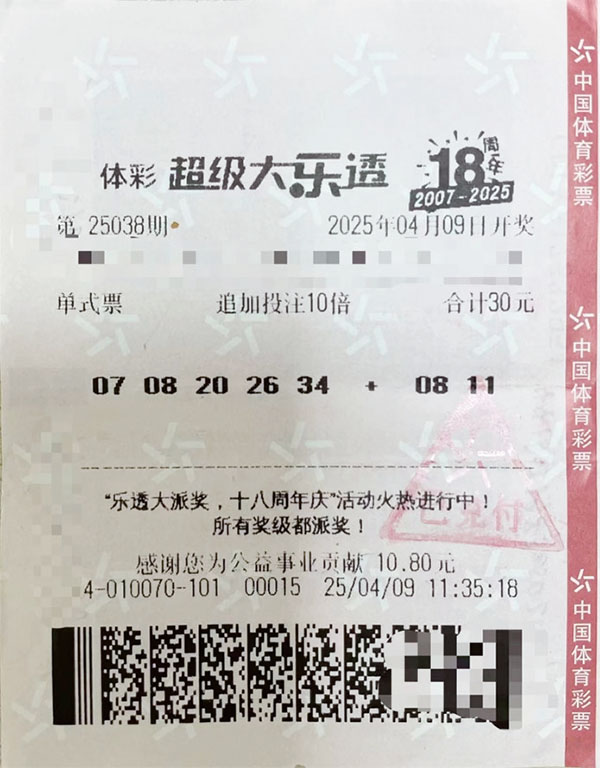 体彩 超级大乐透 18周年 2007-2025
第 25038期 2025年04月09日开奖
单式票 追加投注10倍 合计30元
07 08 20 26 34 + 08 11
已兑付
“乐透大派奖，十八周年庆”活动火热进行中！
所有奖级都派奖！
感谢您为公益事业贡献 10.80元
4-010070-101 00015 25/04/09 11:35:18
中国体育彩票
中国体育彩票
中国体育彩票